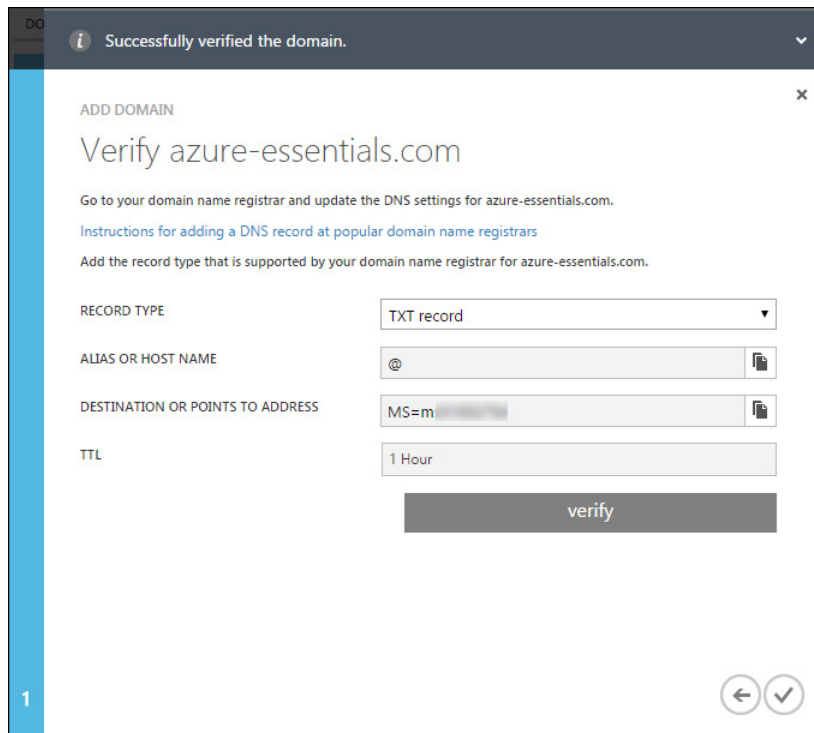 DO
Successfully verified the domain.
ADD DOMAIN
Verify azure-essentials.com
Go to your domain name registrar and update the DNS settings for azure-essentials.com.
Instructions for adding a DNS record at popular domain name registrars
Add the record type that is supported by your domain name registrar for azure-essentials.com.
RECORD TYPE
TXT record
ALIAS OR HOST NAME
@
DESTINATION OR POINTS TO ADDRESS
MS=m
TTL
1 Hour
verify
1